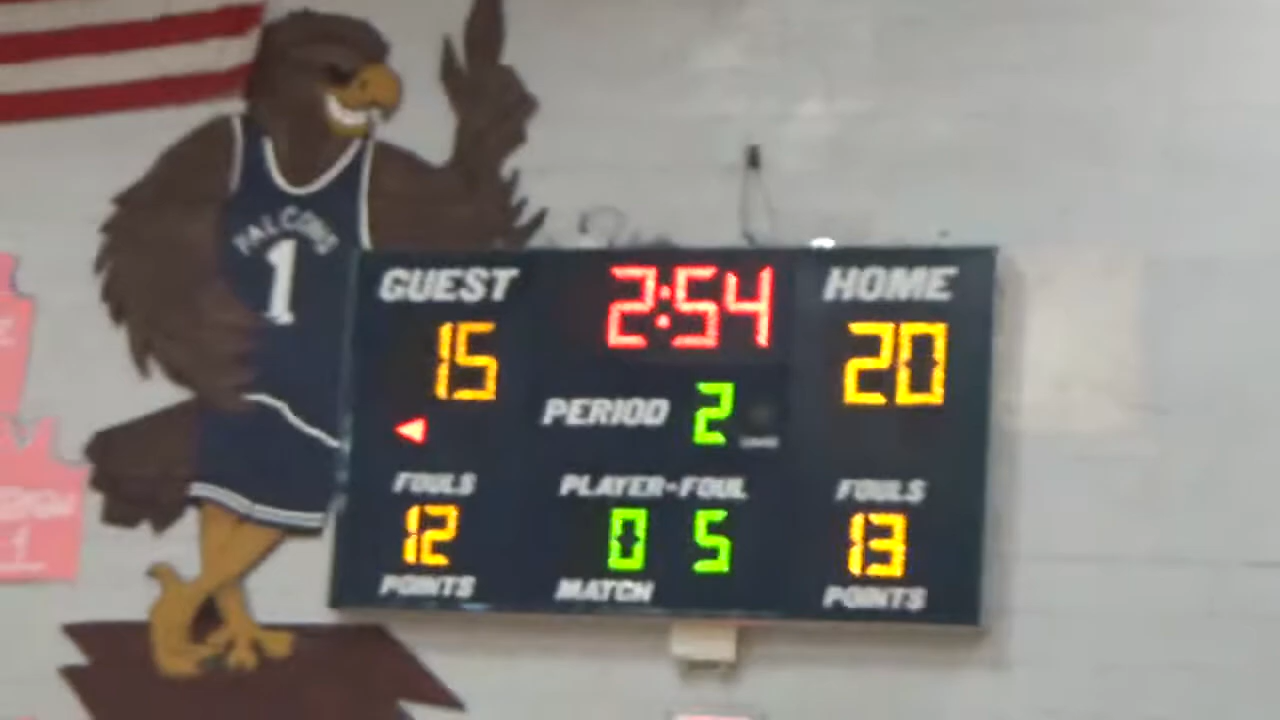 FALCONS
1
GUEST 2:54 HOME
15 20
PERIOD 2
FOULS PLAYER-FOUL FOULS
12 0 5 13
POINTS MATCH POINTS
1